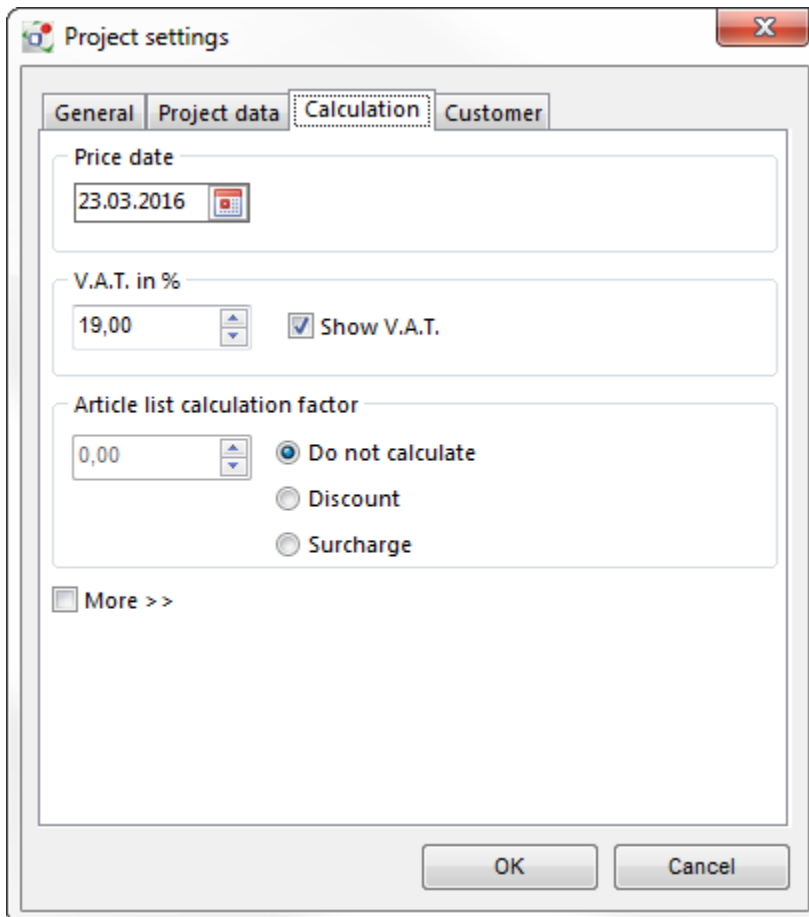 Project settings
General Project data Calculation Customer
Price date
23.03.2016
V.A.T. in %
19,00 Show V.A.T.
Article list calculation factor
0,00 Do not calculate
Discount
Surcharge
More >>
OK Cancel